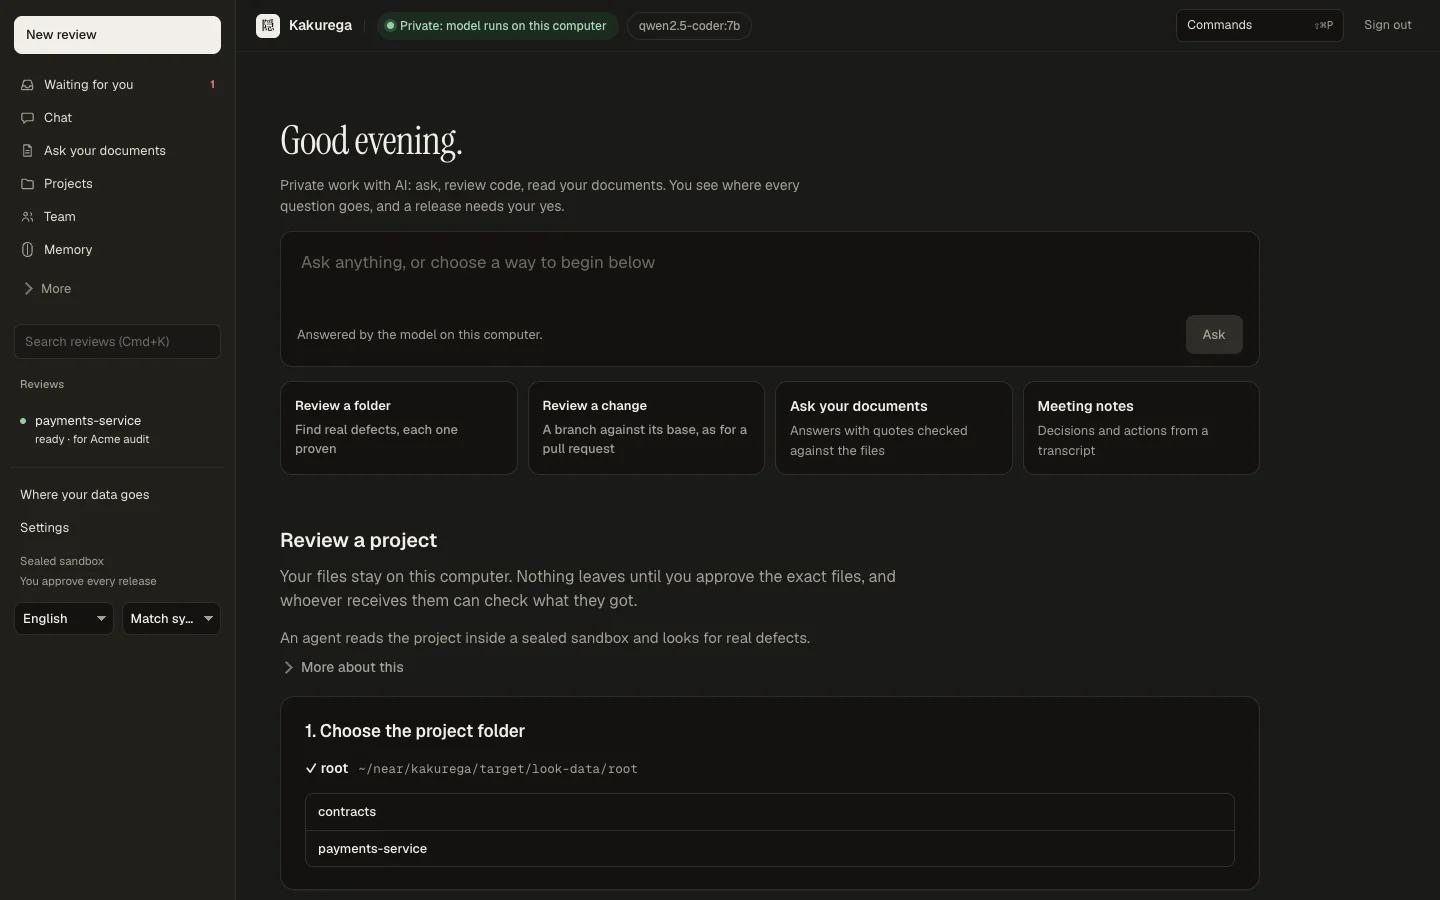 New review
Waiting for you 1
Chat
Ask your documents
Projects
Team
Memory
More
Search reviews (Cmd+K)
Reviews
payments-service
ready · for Acme audit
Where your data goes
Settings
Sealed sandbox
You approve every release
English
Match sy...
Kakurega
Private: model runs on this computer
qwen2.5-coder:7b
Commands ⇧⌘P
Sign out
Good evening.
Private work with AI: ask, review code, read your documents. You see where every
question goes, and a release needs your yes.
Ask anything, or choose a way to begin below
Answered by the model on this computer.
Ask
Review a folder
Find real defects, each one
proven
Review a change
A branch against its base, as for a
pull request
Ask your documents
Answers with quotes checked
against the files
Meeting notes
Decisions and actions from a
transcript
Review a project
Your files stay on this computer. Nothing leaves until you approve the exact files, and
whoever receives them can check what they got.
An agent reads the project inside a sealed sandbox and looks for real defects.
More about this
1. Choose the project folder
✓ root ~/near/kakurega/target/look-data/root
contracts
payments-service